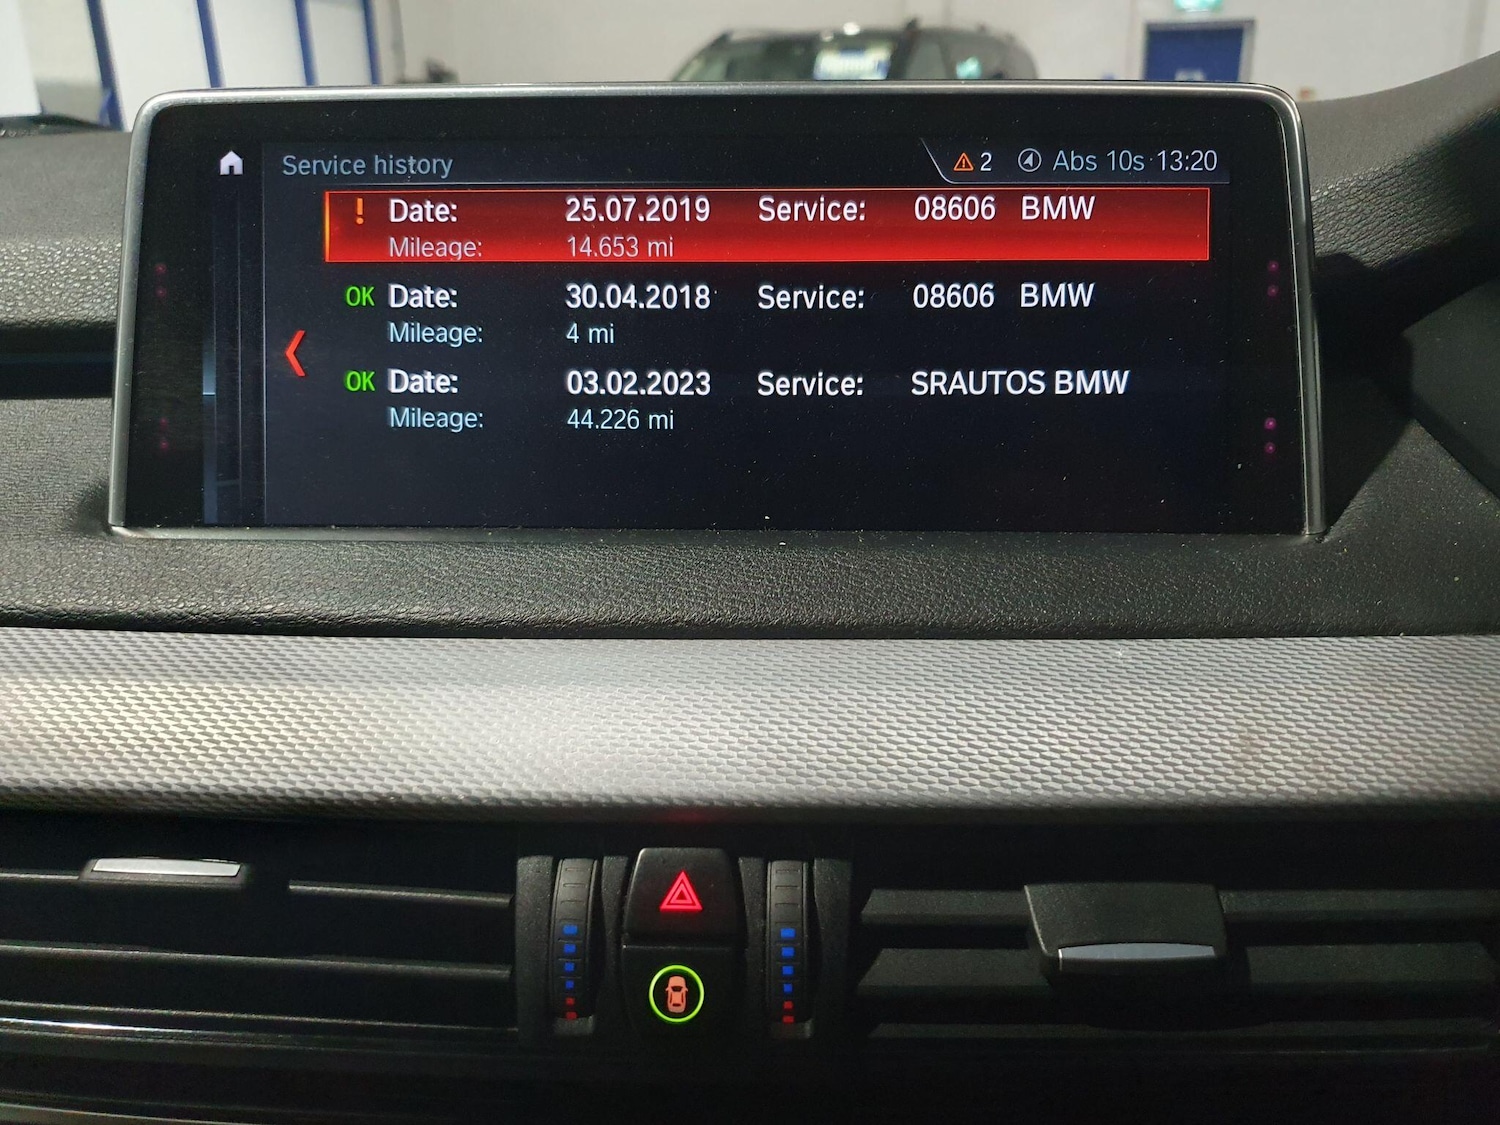 Service history 2 Abs 10s 13:20
! Date: 25.07.2019 Service: 08606 BMW
Mileage: 14.653 mi
OK Date: 30.04.2018 Service: 08606 BMW
Mileage: 4 mi
OK Date: 03.02.2023 Service: SRAUTOS BMW
Mileage: 44.226 mi